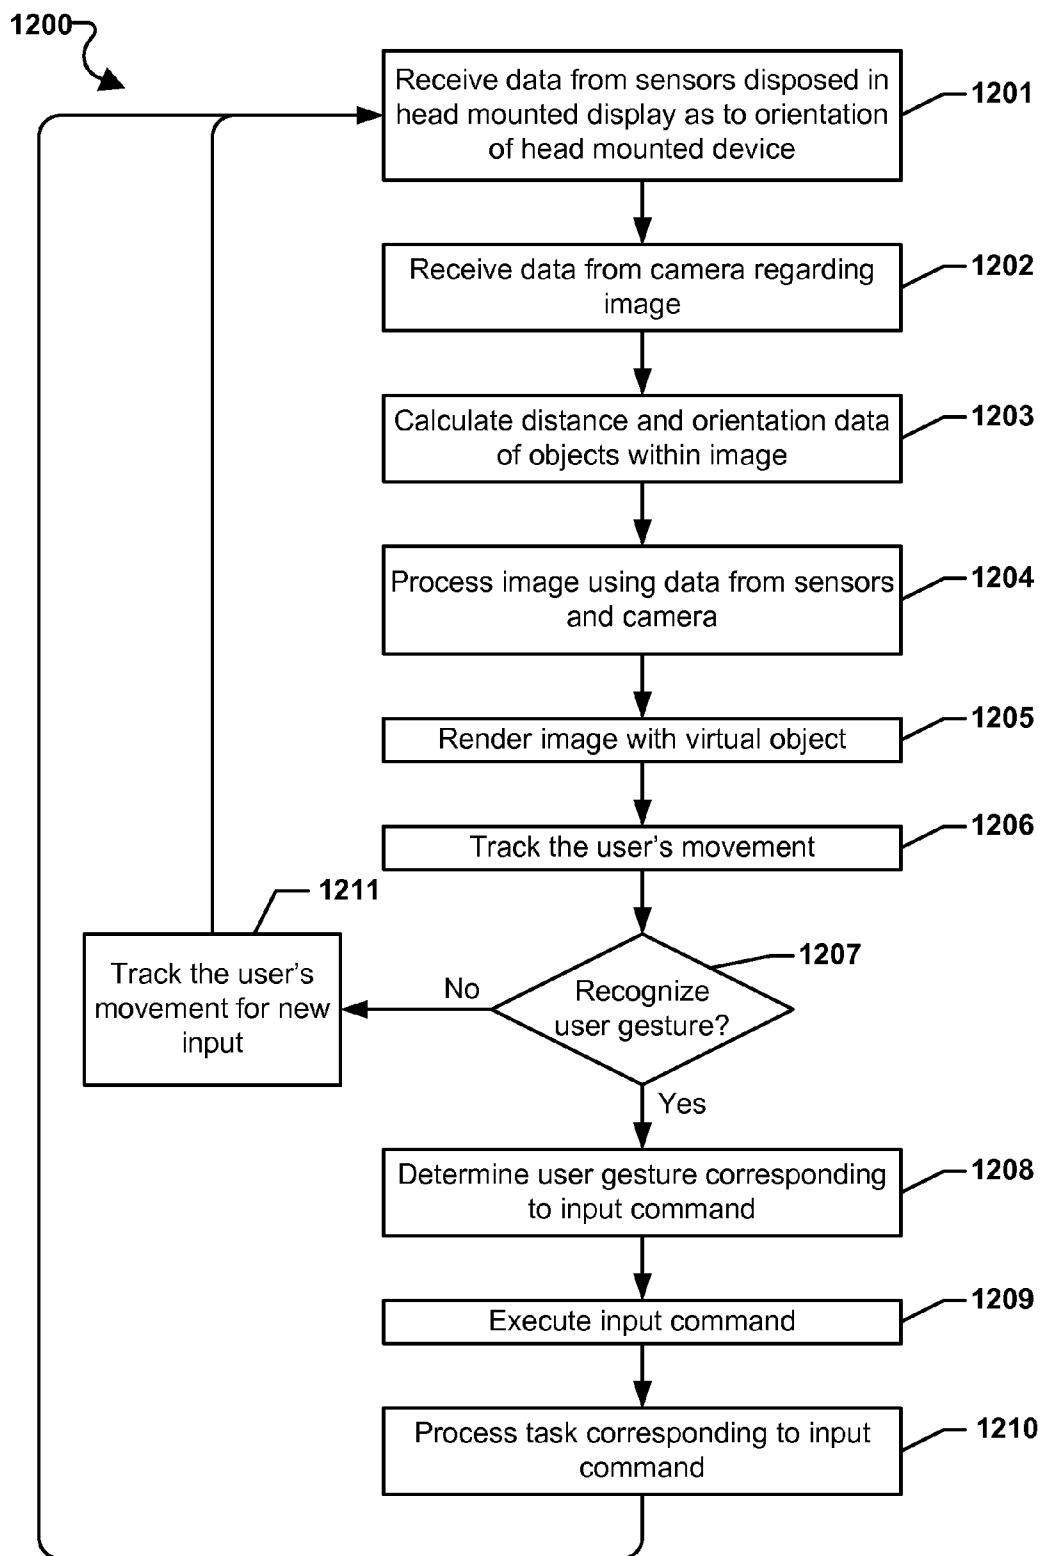 1200
Receive data from sensors disposed in
head mounted display as to orientation
of head mounted device
1201
Receive data from camera regarding
image
1202
Calculate distance and orientation data
of objects within image
1203
Process image using data from sensors
and camera
1204
Render image with virtual object
1205
Track the user's movement
1206
1211
Track the user's
movement for new
input
No
Recognize
user gesture?
1207
Yes
Determine user gesture corresponding
to input command
1208
Execute input command
1209
Process task corresponding to input
command
1210